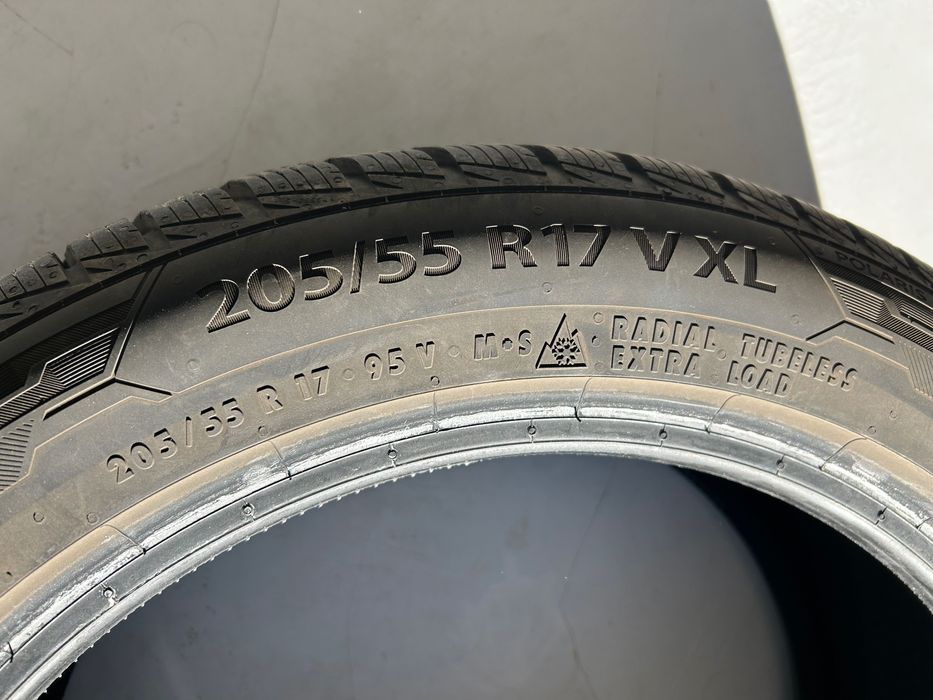 205/55 R17 V XL
205/55 R 17 · 95 V · M·S
RADIAL TUBELESS
EXTRA LOAD